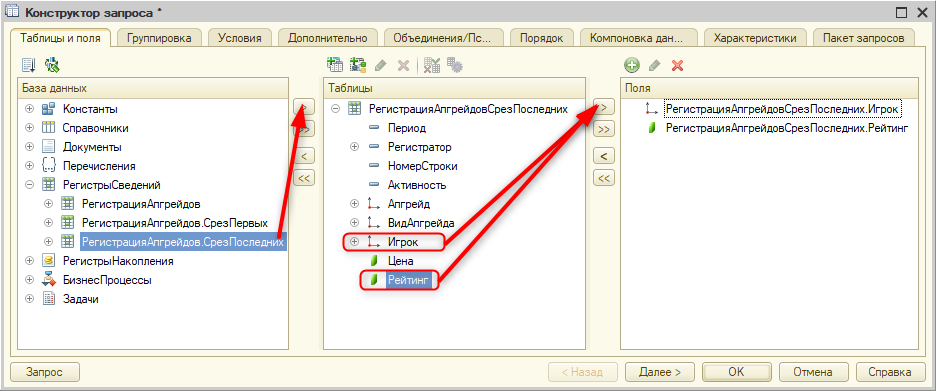 Конструктор запроса *
Таблицы и поля
Группировка
Условия
Дополнительно
Объединения/Пс...
Порядок
Компоновка дан...
Характеристики
Пакет запросов
База данных
Константы
Справочники
Документы
Перечисления
РегистрыСведений
РегистрацияАпгрейдов
РегистрацияАпгрейдов.СрезПервых
РегистрацияАпгрейдов.СрезПоследних
РегистрыНакопления
БизнесПроцессы
Задачи
>
>>
<
<<
Таблицы
РегистрацияАпгрейдовСрезПоследних
Период
Регистратор
НомерСтроки
Активность
Апгрейд
ВидАпгрейда
Игрок
Цена
Рейтинг
>>
>>
<
<<
Поля
РегистрацияАпгрейдовСрезПоследних.Игрок
РегистрацияАпгрейдовСрезПоследних.Рейтинг
Запрос
< Назад
Далее >
OK
Отмена
Справка